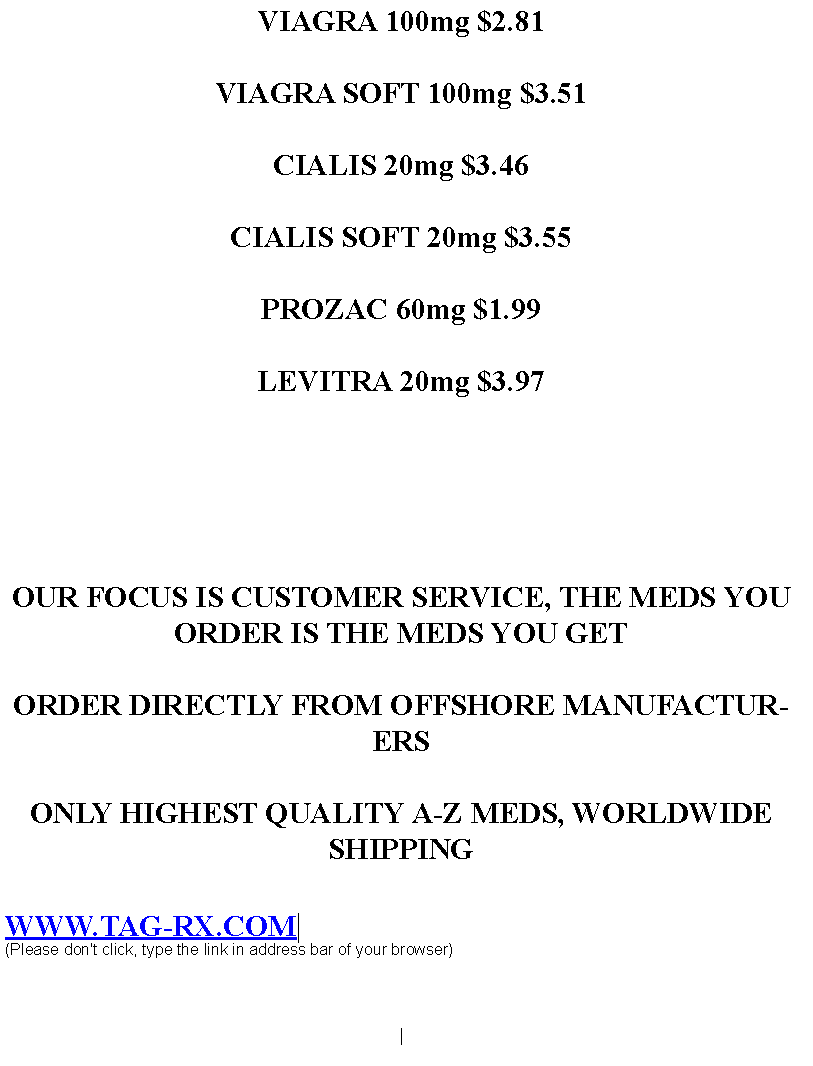 VIAGRA 100mg $2.81
VIAGRA SOFT 100mg $3.51
CIALIS 20mg $3.46
CIALIS SOFT 20mg $3.55
PROZAC 60mg $1.99
LEVITRA 20mg $3.97
OUR FOCUS IS CUSTOMER SERVICE, THE MEDS YOU
ORDER IS THE MEDS YOU GET
ORDER DIRECTLY FROM OFFSHORE MANUFACTUR-
ERS
ONLY HIGHEST QUALITY A-Z MEDS, WORLDWIDE
SHIPPING
WWW.TAG-RX.COM
(Please don't click, type the link in address bar of your browser)